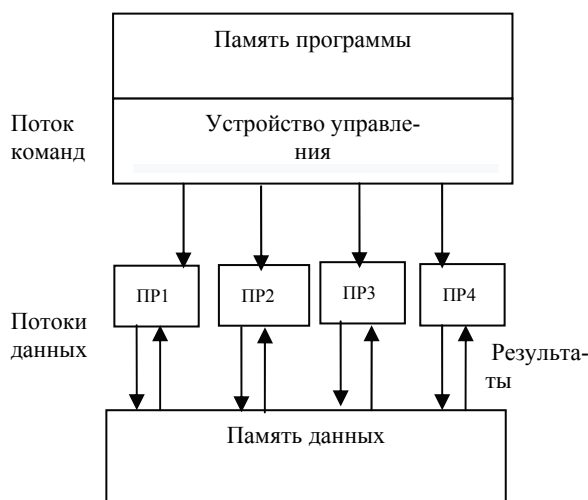 Память программы
Поток
команд
Устройство управле-
ния
ПР1
ПР2
ПР3
ПР4
Потоки
данных
Результа-
ты
Память данных